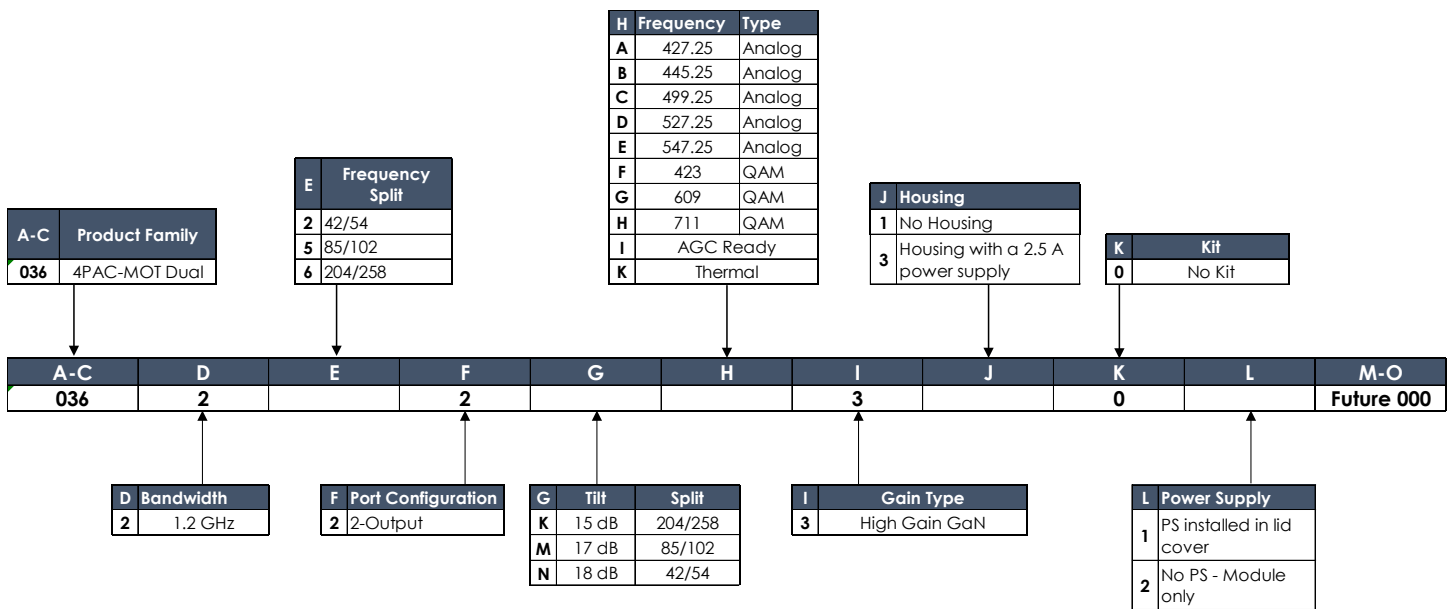 H Frequency Type
A 427.25 Analog
B 445.25 Analog
C 499.25 Analog
D 527.25 Analog
E 547.25 Analog
F 423 QAM
G 609 QAM
H 711 QAM
I AGC Ready
K Thermal
E Frequency
Split
2 42/54
5 85/102
6 204/258
J Housing
1 No Housing
3 Housing with a 2.5 A
power supply
A-C Product Family
036 4PAC-MOT Dual
K Kit
0 No Kit
A-C D E F G H I J K L M-O
036 2 2 3 0 Future 000
D Bandwidth
2 1.2 GHz
F Port Configuration
2 2-Output
G Tilt Split
K 15 dB 204/258
M 17 dB 85/102
N 18 dB 42/54
I Gain Type
3 High Gain GaN
L Power Supply
1 PS installed in lid
cover
2 No PS - Module
only